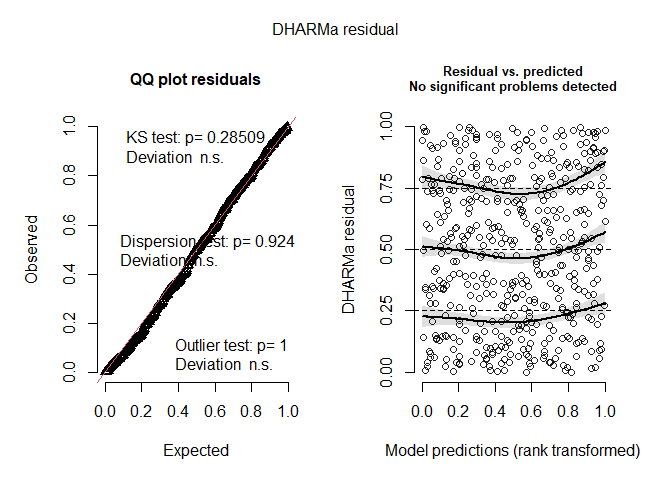 DHARMa residual
QQ plot residuals
KS test: p= 0.28509
Deviation n.s.
Dispersion test: p= 0.924
Deviation n.s.
Outlier test: p= 1
Deviation n.s.
Observed
0.0 0.2 0.4 0.6 0.8 1.0
0.0 0.2 0.4 0.6 0.8 1.0
Expected
Residual vs. predicted
No significant problems detected
DHARMa residual
0.00 0.25 0.50 0.75 1.00
0.0 0.2 0.4 0.6 0.8 1.0
Model predictions (rank transformed)